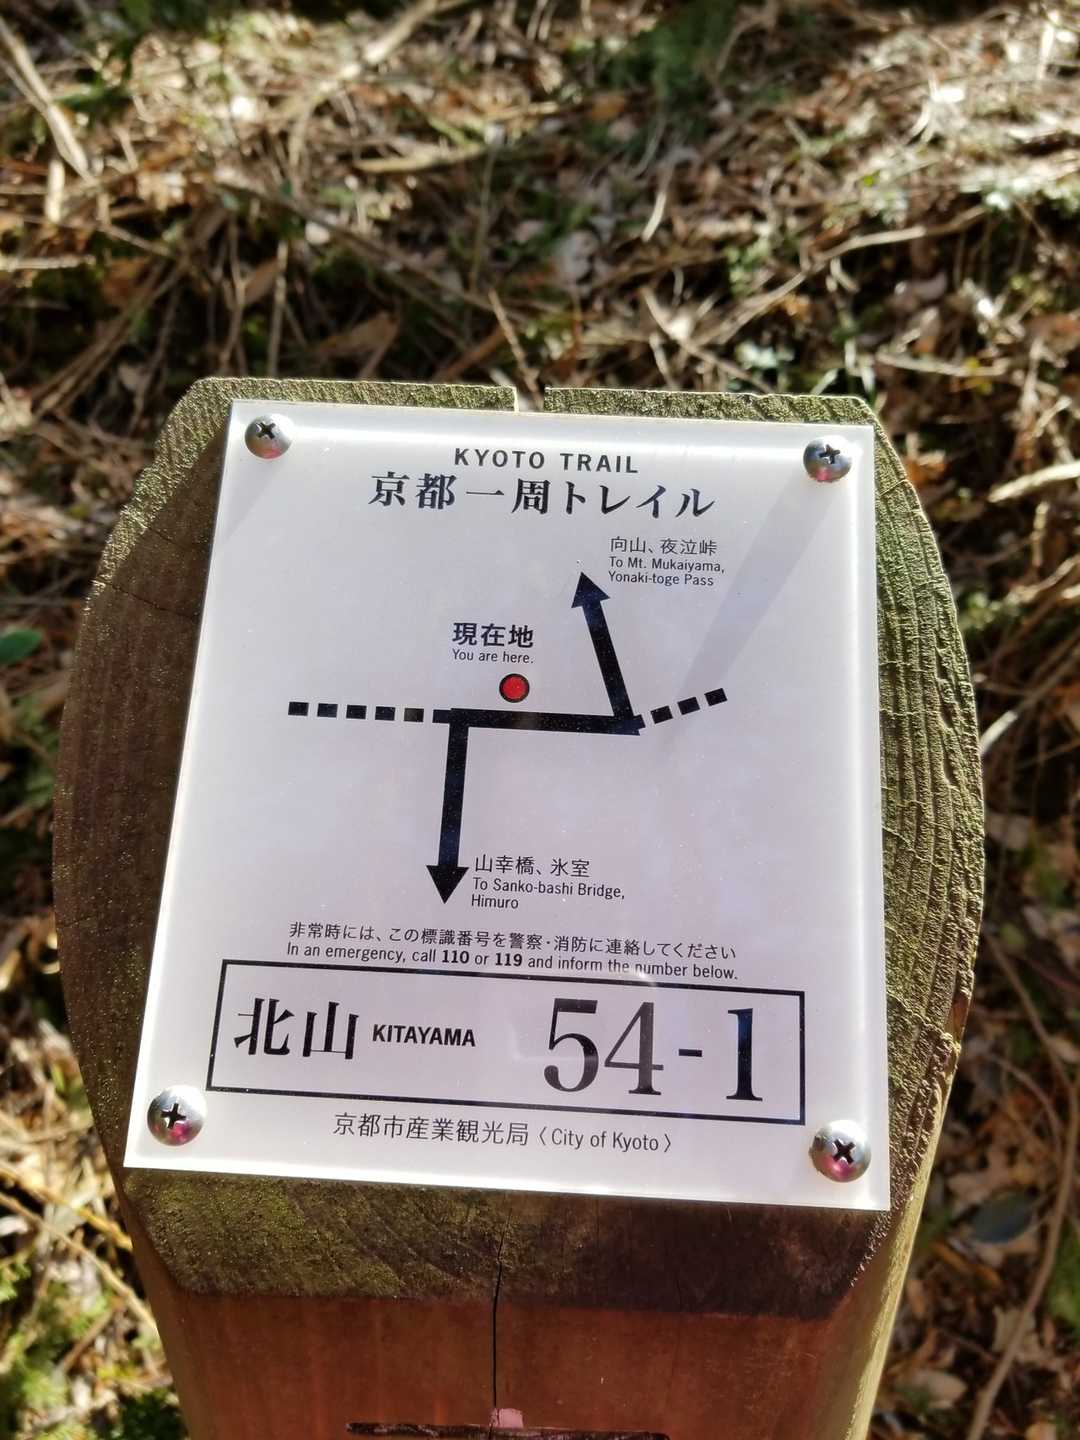 KYOTO TRAIL
京都一周トレイル
向山、夜泣峠
To Mt. Mukaiyama,
Yonaki-toge Pass
現在地
You are here.
山幸橋、氷室
To Sanko-bashi Bridge,
Himuro
非常時には、この標識番号を警察・消防に連絡してください
In an emergency, call 110 or 119 and inform the number below.
北山 KITAYAMA 54-1
京都市産業観光局〈City of Kyoto〉